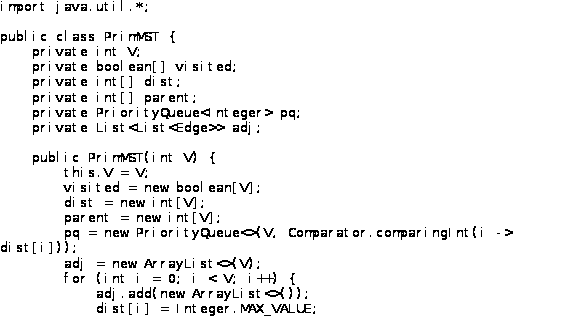 import java.util.*;

public class PrimMST {
    private int V;
    private boolean[] visited;
    private int[] dist;
    private int[] parent;
    private PriorityQueue<Integer> pq;
    private List<List<Edge>> adj;

    public PrimMST(int V) {
        this.V = V;
        visited = new boolean[V];
        dist = new int[V];
        parent = new int[V];
        pq = new PriorityQueue<>(V, Comparator.comparingInt(i ->
dist[i]));
        adj = new ArrayList<>(V);
        for (int i = 0; i < V; i++) {
            adj.add(new ArrayList<>());
            dist[i] = Integer.MAX_VALUE;